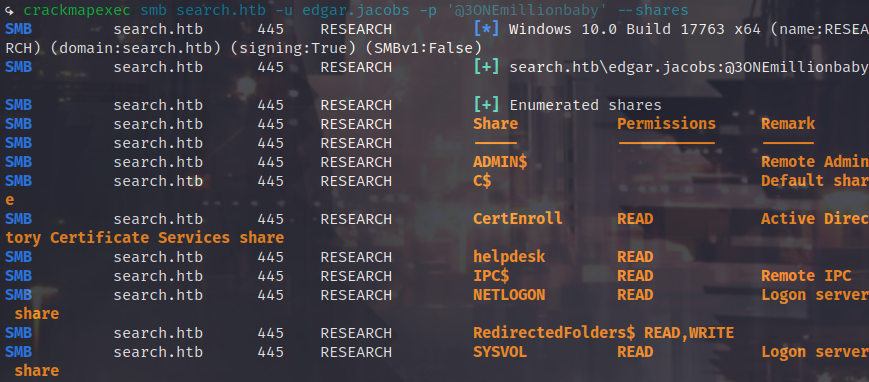 ↪ crackmapexec smb search.htb -u edgar.jacobs -p '@3ONEmillionbaby' --shares
SMB search.htb 445 RESEARCH [*] Windows 10.0 Build 17763 x64 (name:RESEA
RCH) (domain:search.htb) (signing:True) (SMBv1:False)
SMB search.htb 445 RESEARCH [+] search.htb\edgar.jacobs:@3ONEmillionbaby
SMB search.htb 445 RESEARCH [+] Enumerated shares
SMB search.htb 445 RESEARCH Share Permissions Remark
SMB search.htb 445 RESEARCH ----- ----------- ------
SMB search.htb 445 RESEARCH ADMIN$ Remote Admin
SMB search.htb 445 RESEARCH C$ Default shar
e
SMB search.htb 445 RESEARCH CertEnroll READ Active Direc
tory Certificate Services share
SMB search.htb 445 RESEARCH helpdesk READ
SMB search.htb 445 RESEARCH IPC$ READ Remote IPC
SMB search.htb 445 RESEARCH NETLOGON READ Logon server
share
SMB search.htb 445 RESEARCH RedirectedFolders$ READ,WRITE
SMB search.htb 445 RESEARCH SYSVOL READ Logon server
share